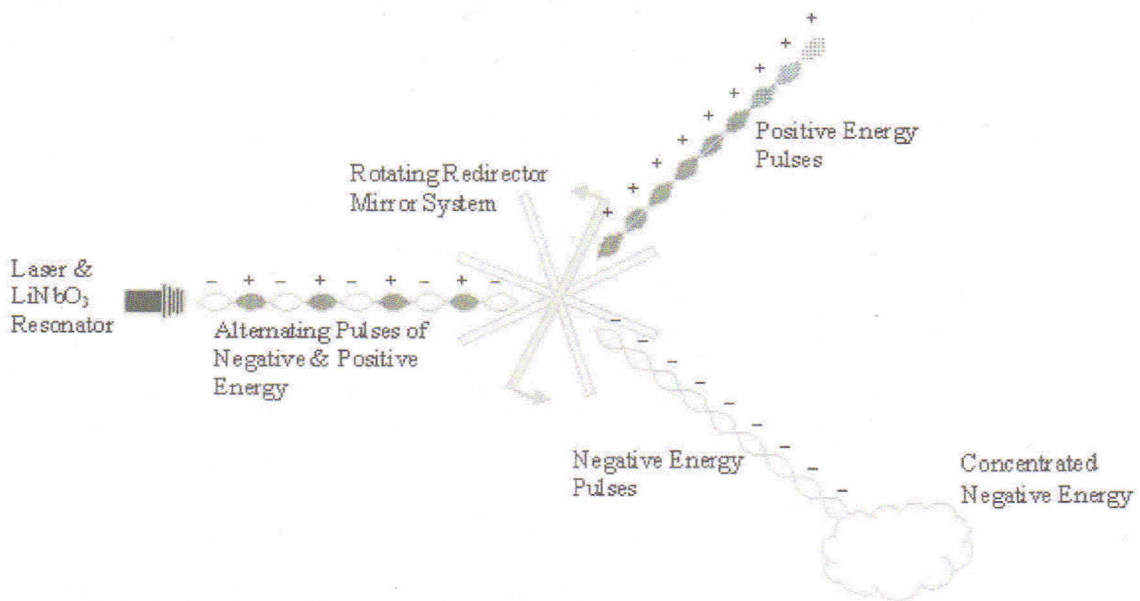 Positive Energy
Pulses
Rotating Redirector
Mirror System
Laser &
LiNbO₃
Resonator
Alternating Pulses of
Negative & Positive
Energy
Negative Energy
Pulses
Concentrated
Negative Energy
+ + + + + + + + +
− + − + − + − + −
− − − − − − − − −